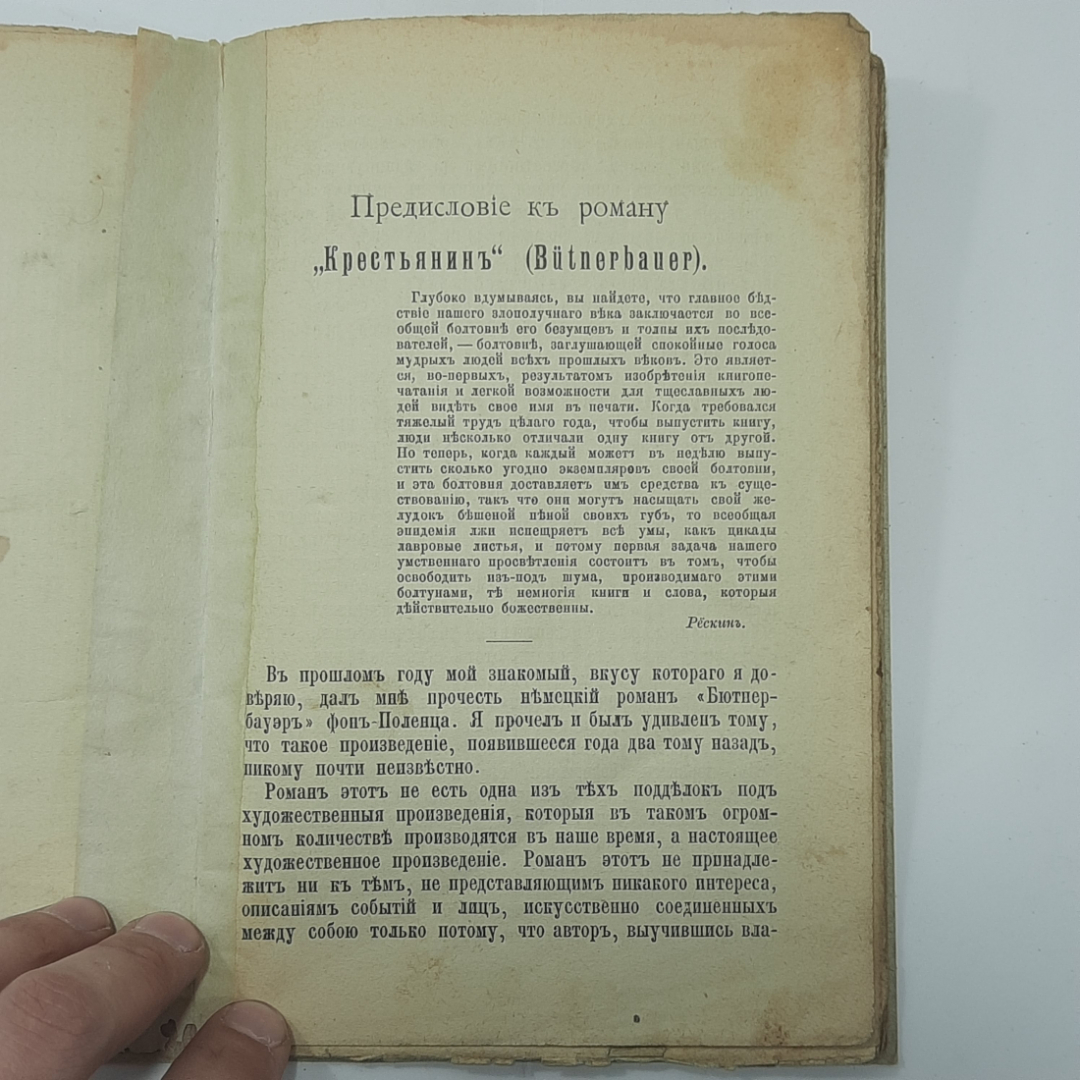 Предисловіе къ роману
„Крестьянинъ“ (Bütnerbauer).
Глубоко вдумываясь, вы найдете, что главное бѣд-
ствіе нашего злополучнаго вѣка заключается во все-
общей болтовнѣ его безумцевъ и толпы ихъ послѣдо-
вателей, — болтовнѣ, заглушающей спокойные голоса
мудрыхъ людей всѣхъ прошлыхъ вѣковъ. Это являет-
ся, во-первыхъ, результатомъ изобрѣтенія книгопе-
чатанія и легкой возможности для тщеславныхъ лю-
дей видѣть свое имя въ печати. Когда требовался
тяжелый трудъ цѣлаго года, чтобы выпустить книгу,
люди нѣсколько отличали одну книгу отъ другой.
Но теперь, когда каждый можетъ въ недѣлю выпу-
стить сколько угодно экземпляровъ своей болтовни,
и эта болтовня доставляетъ имъ средства къ суще-
ствованію, такъ что они могутъ насыщать свой же-
лудокъ бѣшеной пѣной своихъ губъ, то всеобщая
эпидемія лжи испещряетъ всѣ умы, какъ цикады
лавровые листья, и потому первая задача нашего
умственнаго просвѣтленія состоитъ въ томъ, чтобы
освободить изъ-подъ шума, производимаго этими
болтунами, тѣ немногія книги и слова, которыя
дѣйствительно божественны.
Рёскинъ.
Въ прошломъ году мой знакомый, вкусу котораго я до-
вѣряю, далъ мнѣ прочесть нѣмецкій романъ «Бютнер-
бауэръ» фонъ-Поленца. Я прочелъ и былъ удивленъ тому,
что такое произведеніе, появившееся года два тому назадъ,
никому почти неизвѣстно.
Романъ этотъ не есть одна изъ тѣхъ поддѣлокъ подъ
художественныя произведенія, которыя въ такомъ огром-
номъ количествѣ производятся въ наше время, а настоящее
художественное произведеніе. Романъ этотъ не принадле-
житъ ни къ тѣмъ, не представляющимъ никакого интереса,
описаніямъ событій и лицъ, искусственно соединенныхъ
между собою только потому, что авторъ, выучившись вла-